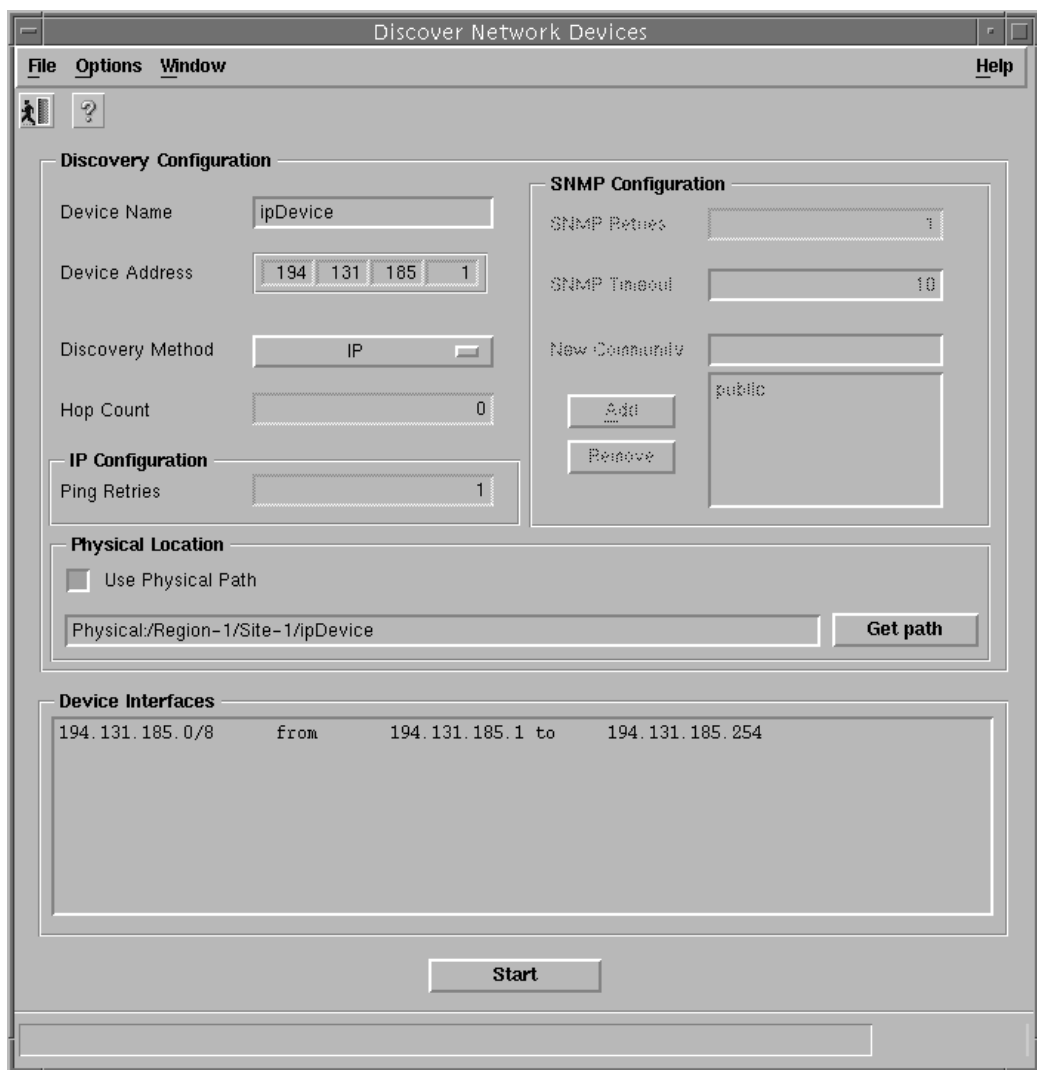 Discover Network Devices
File Options Window Help
?
Discovery Configuration
Device Name ipDevice
Device Address 194 131 185 1
Discovery Method IP
Hop Count 0
IP Configuration
Ping Retries 1
SNMP Configuration
SNMP Retries 1
SNMP Timeout 10
New Community
public
Add
Remove
Physical Location
Use Physical Path
Physical:/Region-1/Site-1/ipDevice Get path
Device Interfaces
194.131.185.0/8 from 194.131.185.1 to 194.131.185.254
Start